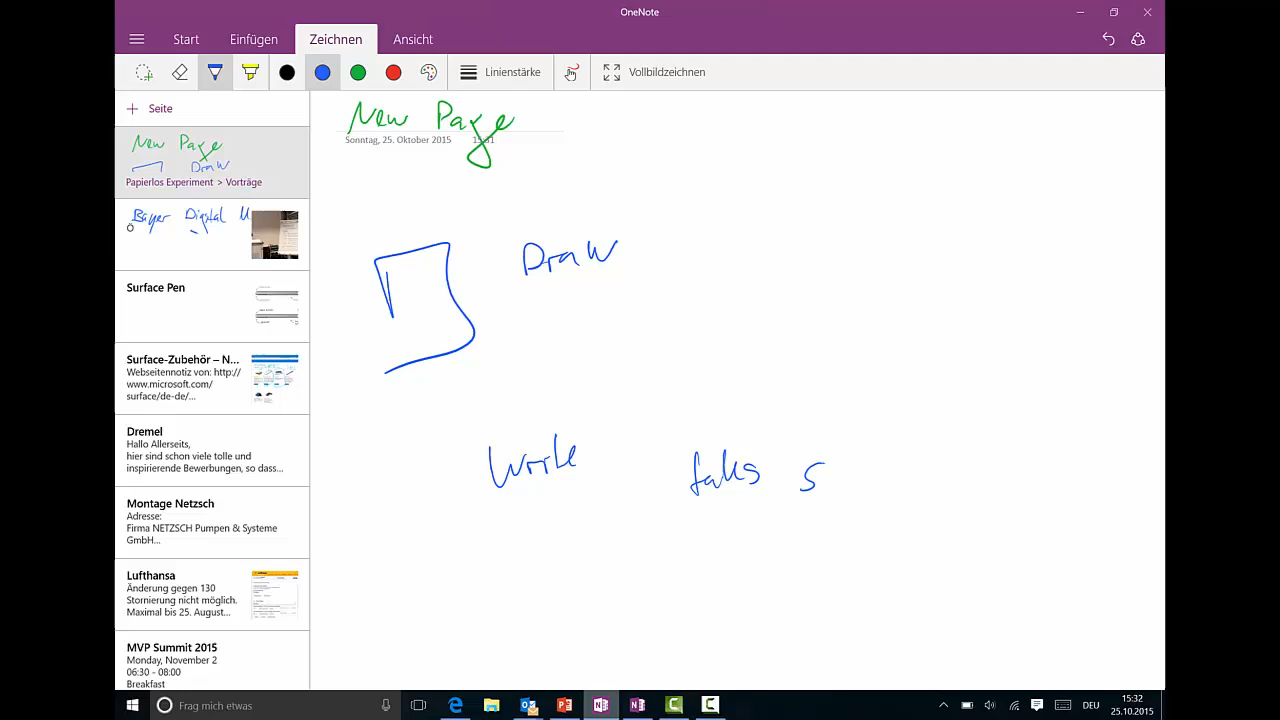 OneNote
Start Einfügen Zeichnen Ansicht
Linienstärke Vollbildzeichnen
Seite
New Page
Draw
Papierlos Experiment > Vorträge
Bayer Digital
Surface Pen
Surface-Zubehör – N...
Webseitennotiz von: http://
www.microsoft.com/
surface/de-de/...
Dremel
Hallo Allerseits,
hier sind schon viele tolle und
inspirierende Bewerbungen, so dass...
Montage Netzsch
Adresse:
Firma NETZSCH Pumpen & Systeme
GmbH...
Lufthansa
Änderung gegen 130
Stornierung nicht möglich.
Maximal bis 25. August...
MVP Summit 2015
Monday, November 2
06:30 - 08:00
Breakfast
New Page
Sonntag, 25. Oktober 2015
Draw
Write
s
Frag mich etwas
DEU
15:32
25.10.2015